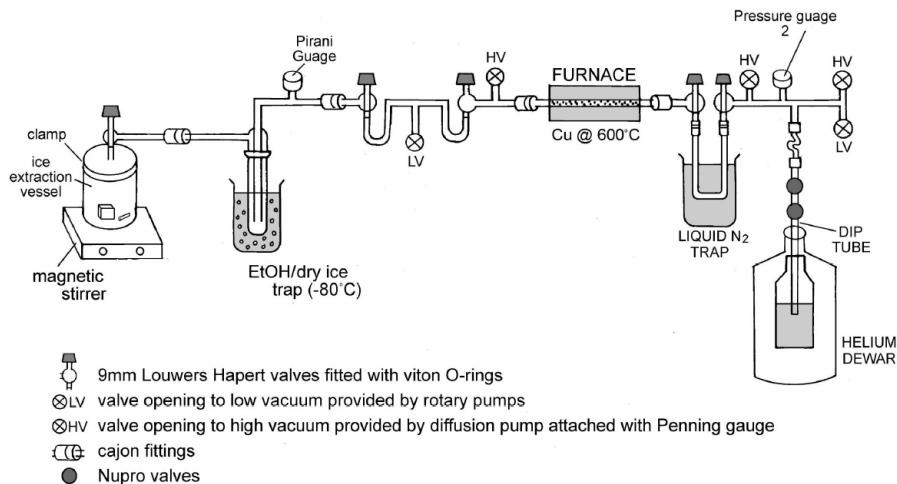 Pirani
Guage
HV
FURNACE
Cu @ 600°C
LV
HV
Pressure guage
2
HV
LV
clamp
ice
extraction
vessel
magnetic
stirrer
EtOH/dry ice
trap (-80°C)
LIQUID N₂
TRAP
DIP
TUBE
HELIUM
DEWAR
9mm Louwers Hapert valves fitted with viton O-rings
LV valve opening to low vacuum provided by rotary pumps
HV valve opening to high vacuum provided by diffusion pump attached with Penning gauge
cajon fittings
Nupro valves